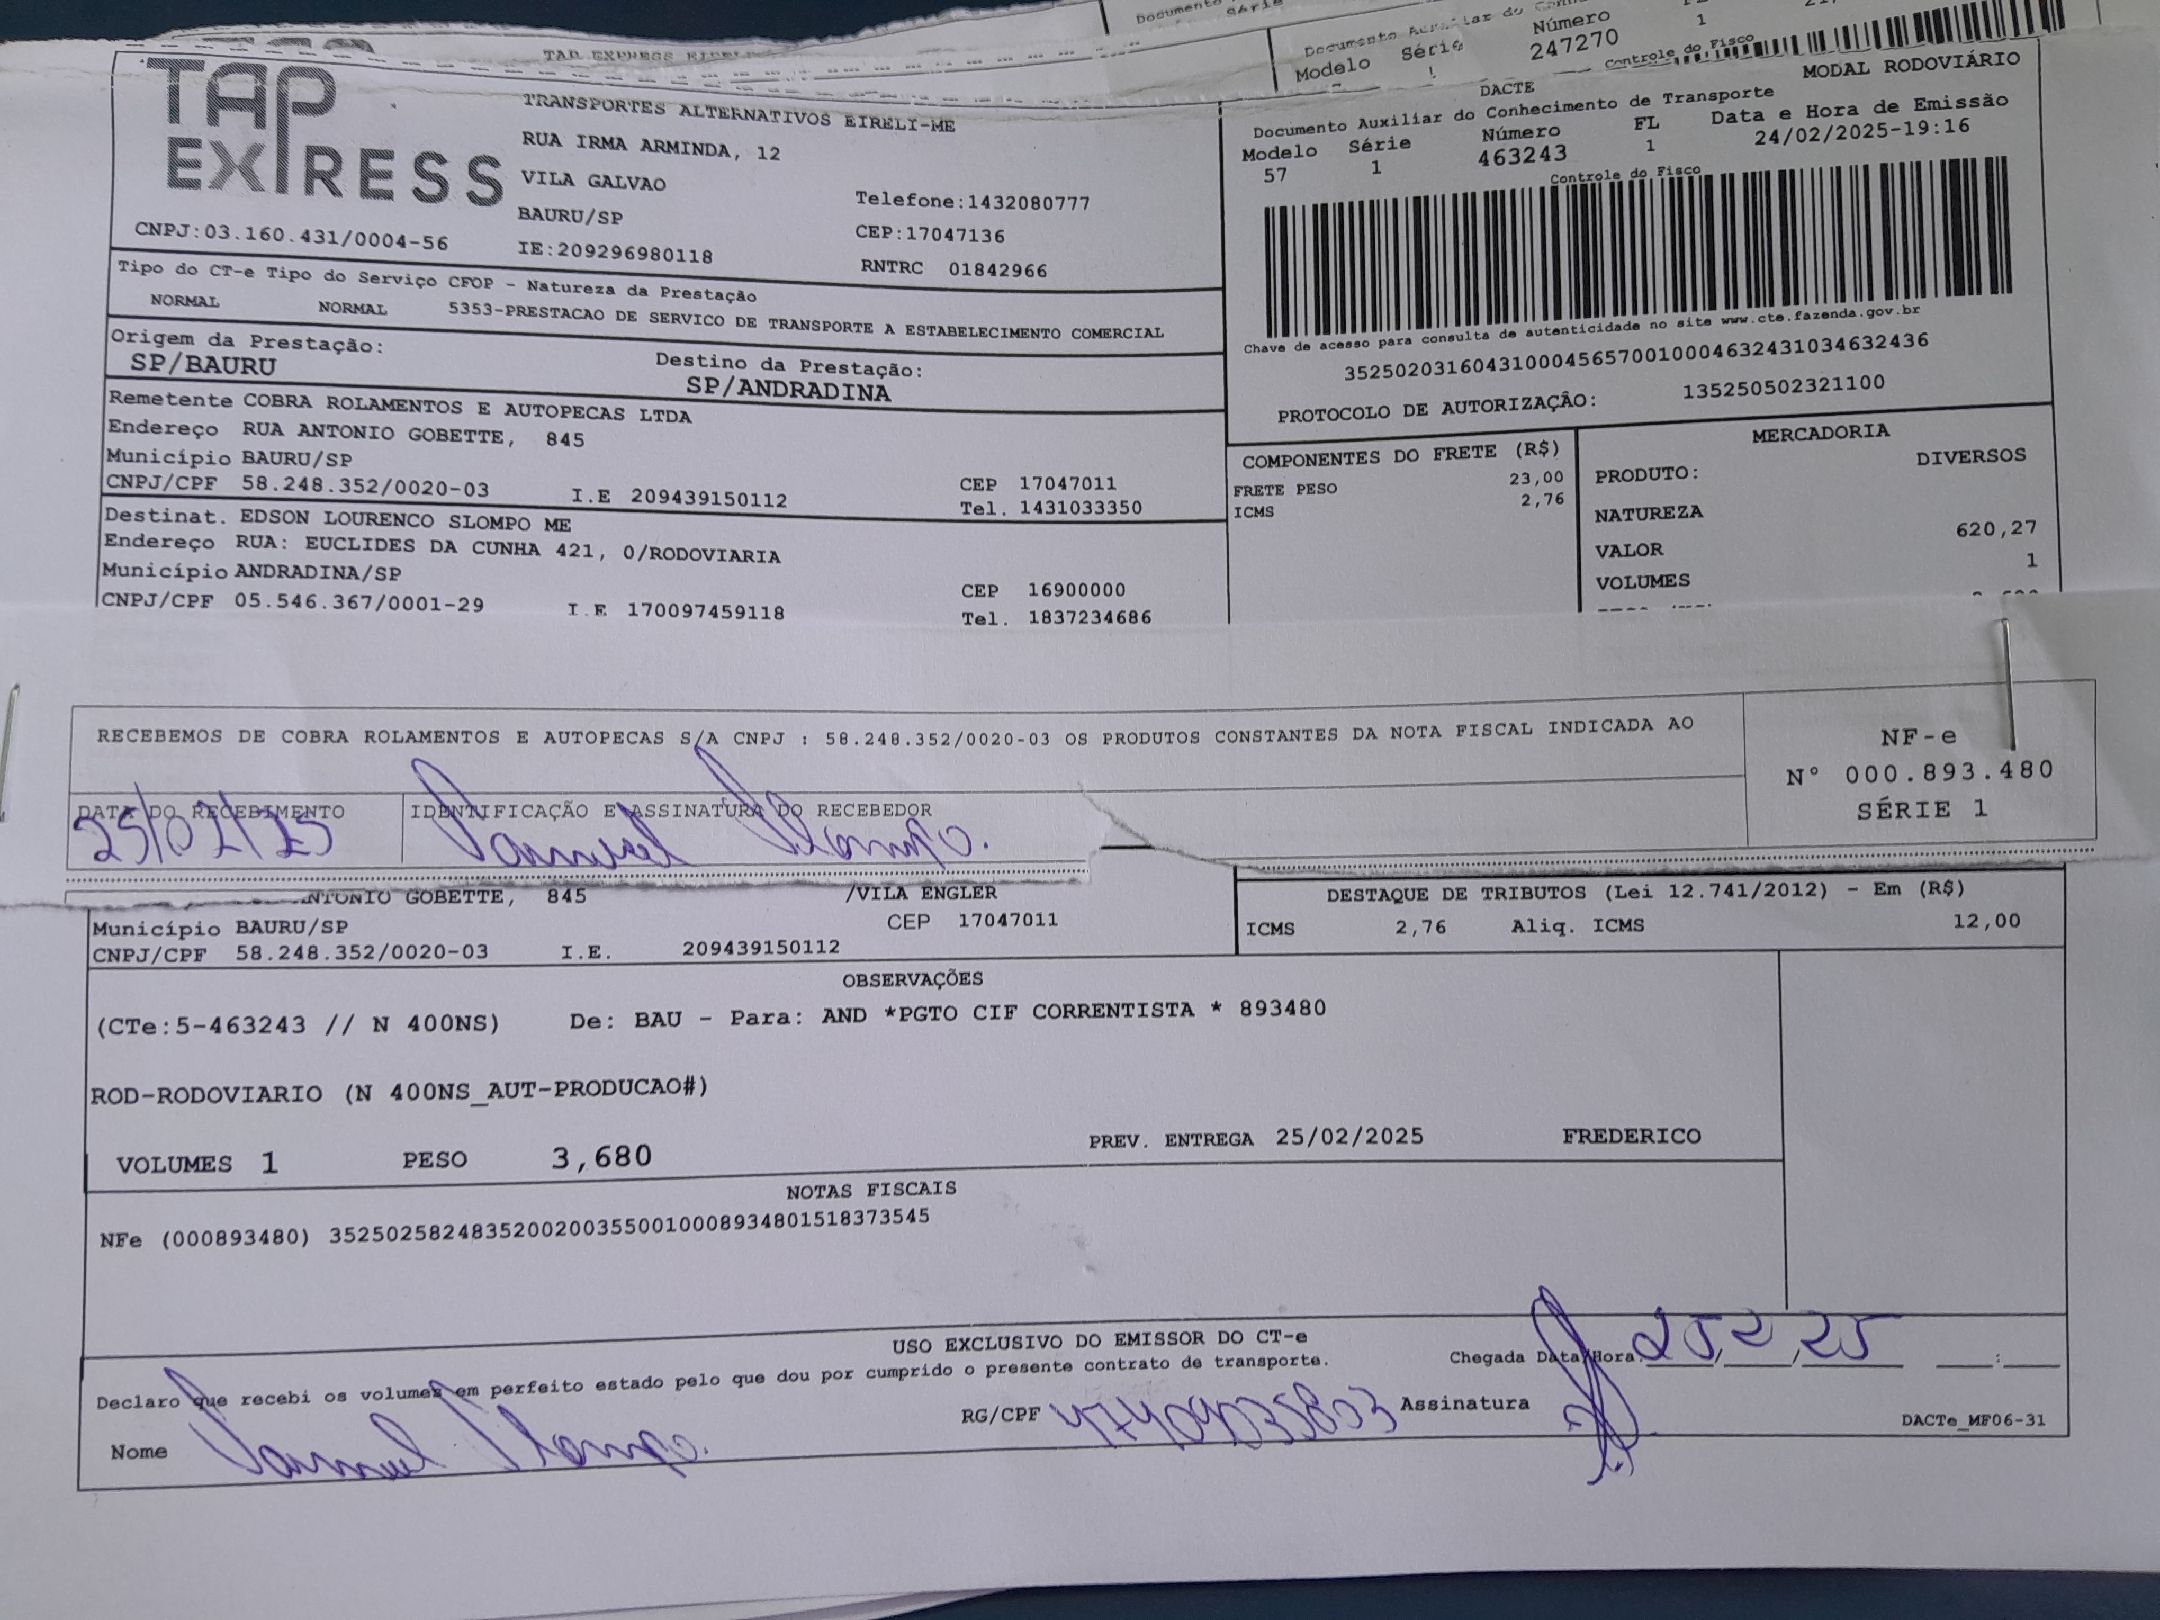 Documento
Série
Documento
Modelo Série Número 1
247270
Controle do Fisco
TAP
EXPRESS
TRANSPORTES ALTERNATIVOS EIRELI-ME
RUA IRMA ARMINDA, 12
VILA GALVAO
Telefone:1432080777
BAURU/SP
CEP:17047136
CNPJ:03.160.431/0004-56
IE:209296980118
RNTRC 01842966
DACTE
MODAL RODOVIÁRIO
Documento Auxiliar do Conhecimento de Transporte
Modelo Série Número FL Data e Hora de Emissão
57 1 463243 1 24/02/2025-19:16
Controle do Fisco
Chave de acesso para consulta de autenticidade no site www.cte.fazenda.gov.br
35250203160431000456570010004632431034632436
PROTOCOLO DE AUTORIZAÇÃO: 135250502321100
Tipo do CT-e Tipo do Serviço CFOP - Natureza da Prestação
NORMAL NORMAL 5353-PRESTACAO DE SERVICO DE TRANSPORTE A ESTABELECIMENTO COMERCIAL
Origem da Prestação: Destino da Prestação:
SP/BAURU SP/ANDRADINA
Remetente COBRA ROLAMENTOS E AUTOPECAS LTDA
Endereço RUA ANTONIO GOBETTE, 845
Município BAURU/SP CEP 17047011
CNPJ/CPF 58.248.352/0020-03 I.E 209439150112 Tel. 1431033350
Destinat. EDSON LOURENCO SLOMPO ME
Endereço RUA: EUCLIDES DA CUNHA 421, 0/RODOVIARIA
Município ANDRADINA/SP CEP 16900000
CNPJ/CPF 05.546.367/0001-29 I.E 170097459118 Tel. 1837234686
COMPONENTES DO FRETE (R$)
FRETE PESO 23,00
ICMS 2,76
MERCADORIA
PRODUTO: DIVERSOS
NATUREZA
VALOR 620,27
VOLUMES 1
RECEBEMOS DE COBRA ROLAMENTOS E AUTOPECAS S/A CNPJ : 58.248.352/0020-03 OS PRODUTOS CONSTANTES DA NOTA FISCAL INDICADA AO
NF-e
N° 000.893.480
SÉRIE 1
DATA DO RECEBIMENTO IDENTIFICAÇÃO E ASSINATURA DO RECEBEDOR
25/02/25 Samuel Slompo.
ANTONIO GOBETTE, 845 /VILA ENGLER
Município BAURU/SP CEP 17047011
CNPJ/CPF 58.248.352/0020-03 I.E. 209439150112
DESTAQUE DE TRIBUTOS (Lei 12.741/2012) - Em (R$)
ICMS 2,76 Aliq. ICMS 12,00
OBSERVAÇÕES
(CTe:5-463243 // N 400NS) De: BAU - Para: AND *PGTO CIF CORRENTISTA * 893480
ROD-RODOVIARIO (N 400NS_AUT-PRODUCAO#)
VOLUMES 1 PESO 3,680 PREV. ENTREGA 25/02/2025 FREDERICO
NOTAS FISCAIS
NFe (000893480) 35250258248352002003550010008934801518373545
USO EXCLUSIVO DO EMISSOR DO CT-e
Declaro que recebi os volumes em perfeito estado pelo que dou por cumprido o presente contrato de transporte.
Chegada Data/Hora 25/2/25 :
Nome Samuel Slompo. RG/CPF Assinatura
DACTe_MF06-31